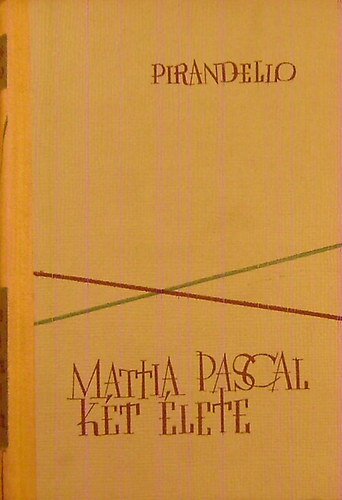 PIRANDELLO
MATTIA PASCAL
KÉT ÉLETE